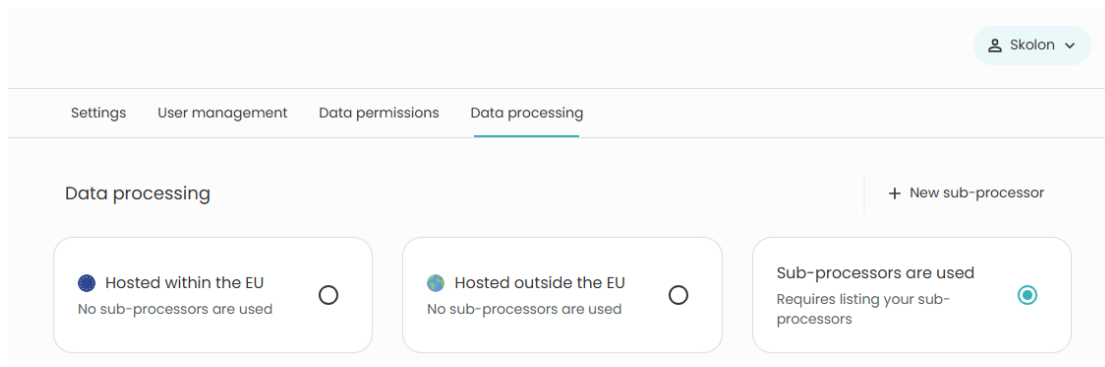 Skolon
Settings User management Data permissions Data processing
Data processing
+ New sub-processor
Hosted within the EU
No sub-processors are used
Hosted outside the EU
No sub-processors are used
Sub-processors are used
Requires listing your sub-
processors